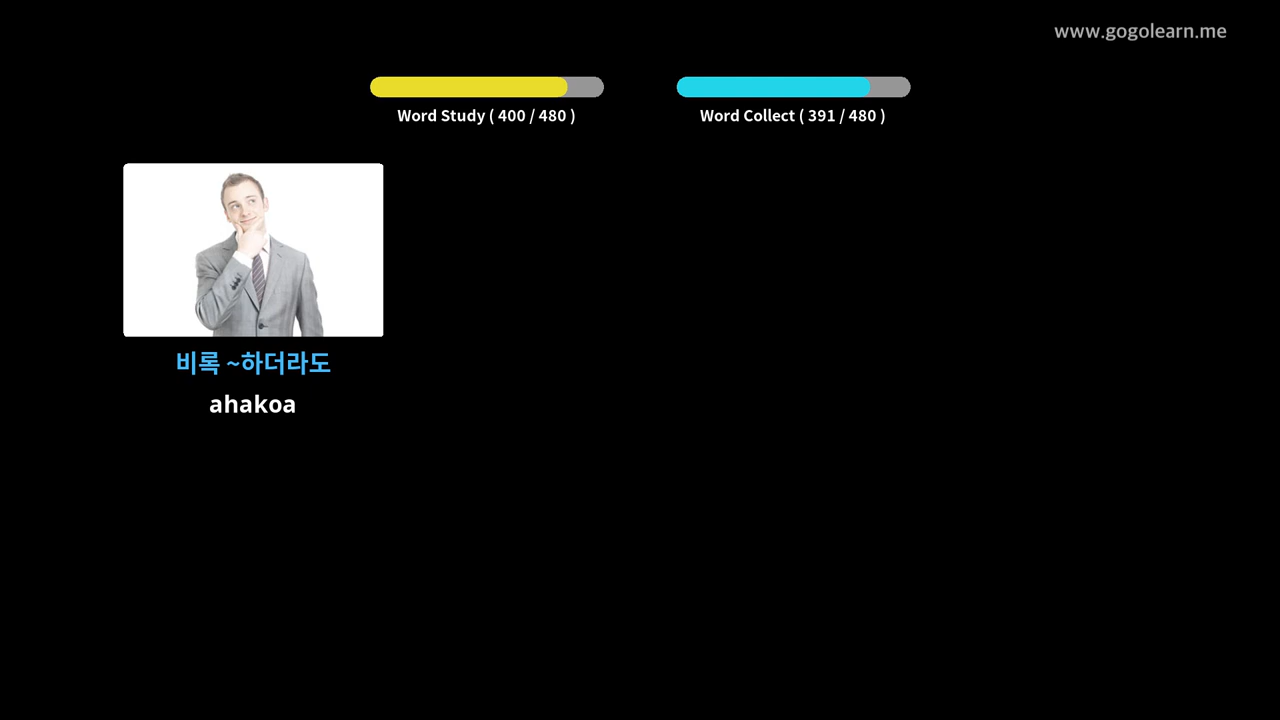 www.gogolearn.me
Word Study ( 400 / 480 )
Word Collect ( 391 / 480 )
비록 ~하더라도
ahakoa